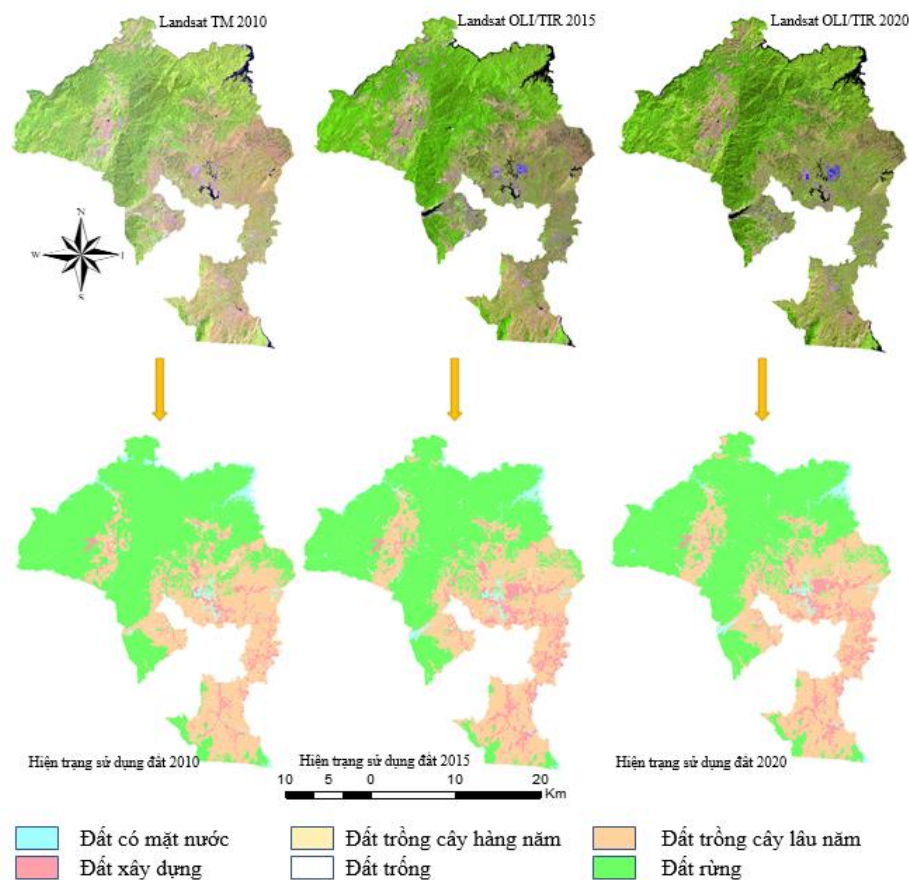 Landsat TM 2010
Landsat OLI/TIR 2015
Landsat OLI/TIR 2020
N
W
I
S
Hiện trạng sử dụng đất 2010
Hiện trạng sử dụng đất 2015
Hiện trạng sử dụng đất 2020
10 5 0 10 20
Km
Đất có mặt nước
Đất trồng cây hàng năm
Đất trồng cây lâu năm
Đất xây dựng
Đất trống
Đất rừng